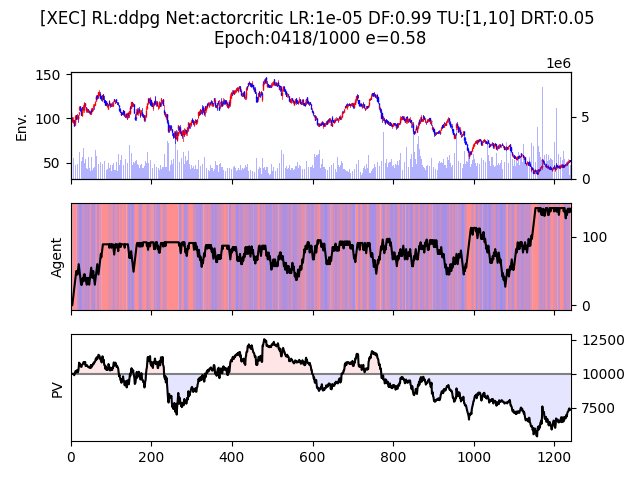 [XEC] RL:ddpg Net:actorcritic LR:1e-05 DF:0.99 TU:[1,10] DRT:0.05
Epoch:0418/1000 e=0.58
1e6
150
100
50
Env.
5
0
Agent
100
0
PV
12500
10000
7500
0 200 400 600 800 1000 1200